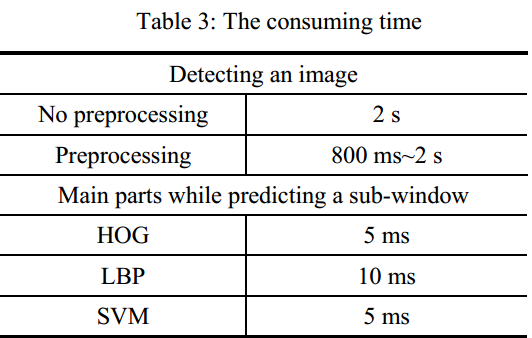 Table 3: The consuming time
Detecting an image
No preprocessing 2 s
Preprocessing 800 ms~2 s
Main parts while predicting a sub-window
HOG 5 ms
LBP 10 ms
SVM 5 ms